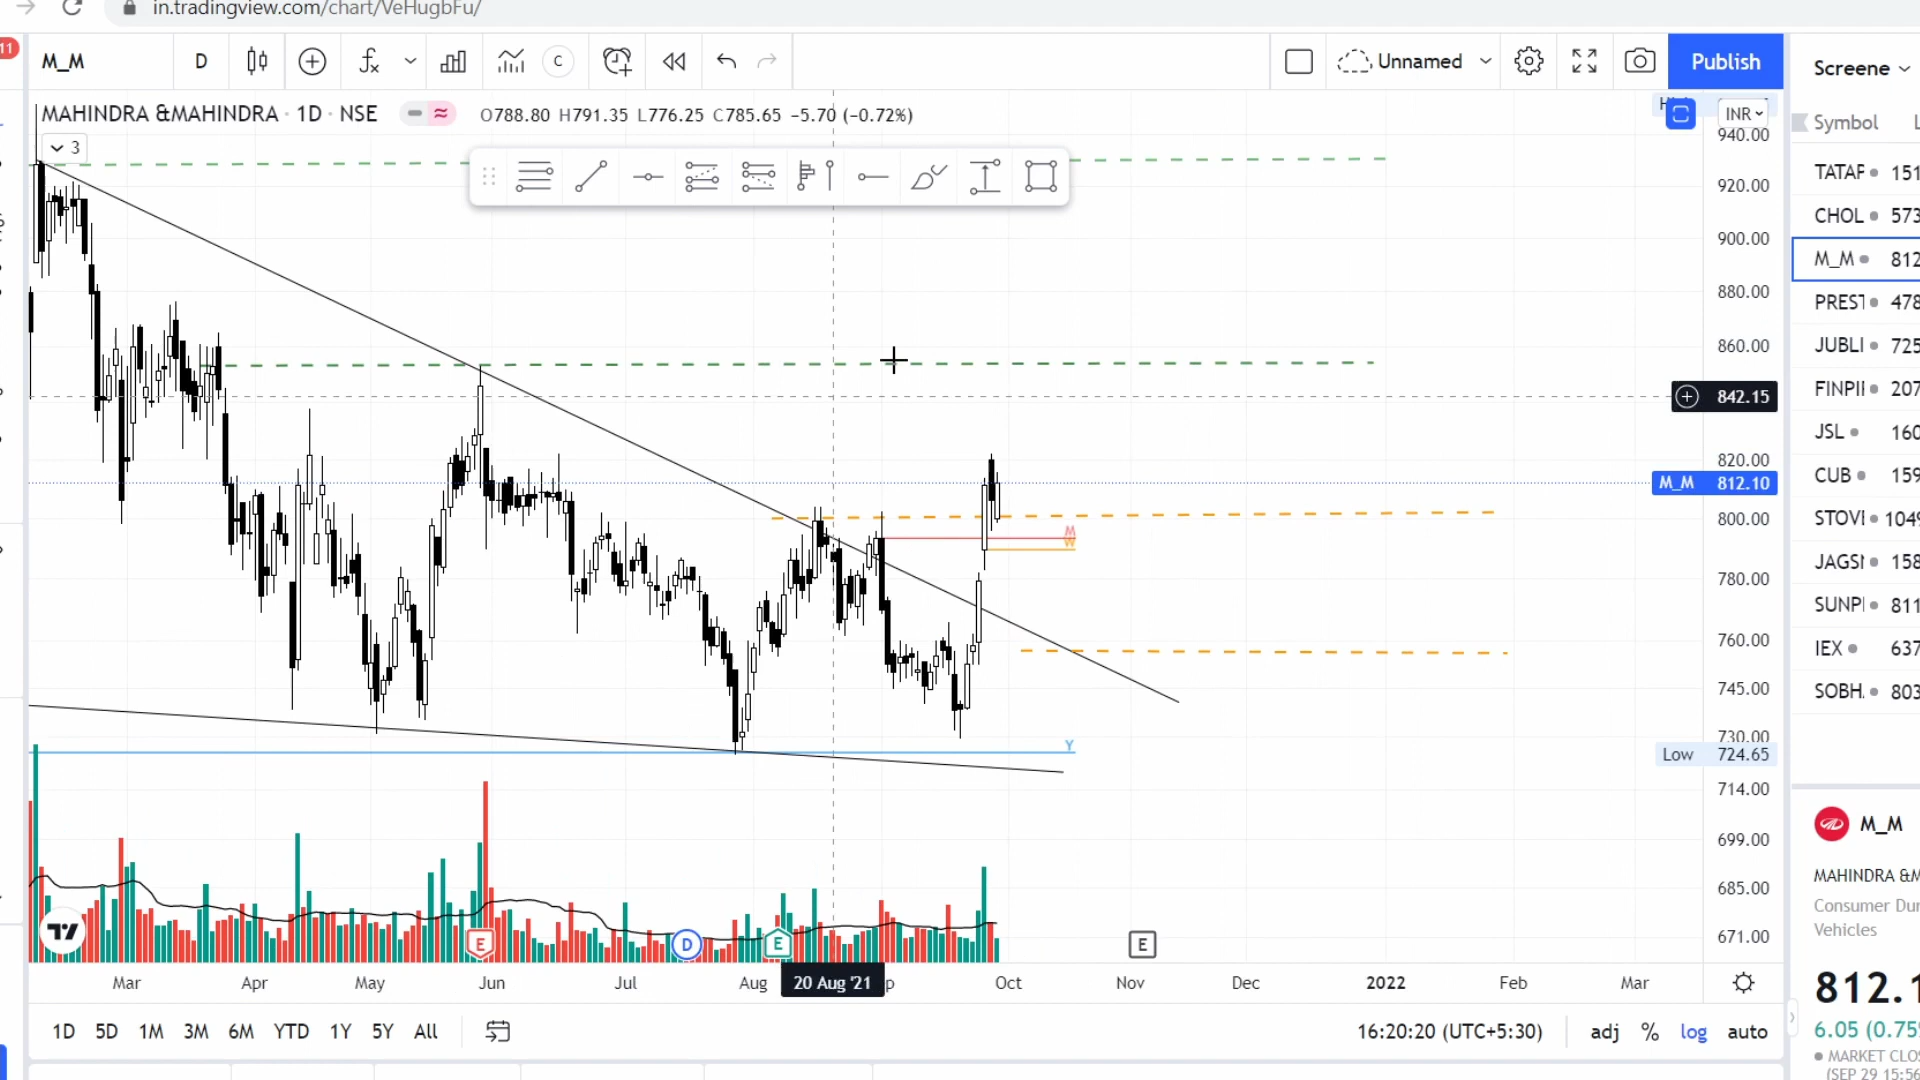 in.tradingview.com/chart/VeHugbFu/
11
M_M
D
C
Unnamed
Publish
Screene
MAHINDRA &MAHINDRA · 1D · NSE
O788.80 H791.35 L776.25 C785.65 -5.70 (-0.72%)
INR
3
Symbol L
940.00
920.00
900.00
880.00
860.00
842.15
820.00
M_M 812.10
800.00
780.00
760.00
745.00
730.00
Low 724.65
714.00
699.00
685.00
671.00
M
W
Y
TATAF 151
CHOL 573
M_M 812
PREST 478
JUBLI 725
FINPII 207
JSL 160
CUB 159
STOVI 1049
JAGSI 158
SUNPI 811
IEX 637
SOBH 803
E
D
E
E
Mar Apr May Jun Jul Aug 20 Aug '21 p Oct Nov Dec 2022 Feb Mar
1D 5D 1M 3M 6M YTD 1Y 5Y All
16:20:20 (UTC+5:30) adj % log auto
M_M
MAHINDRA &M
Consumer Dur
Vehicles
812.1
6.05 (0.75%
MARKET CLO
(SEP 29 15:56